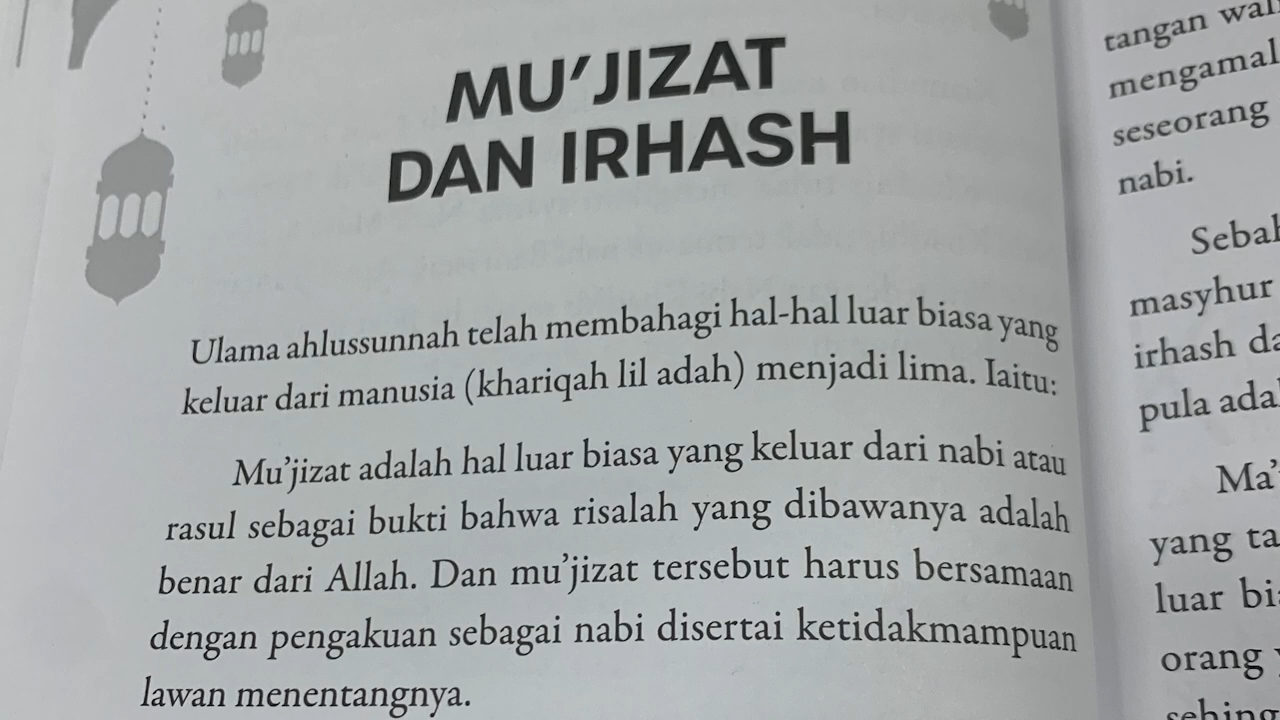 MU'JIZAT
DAN IRHASH
Ulama ahlussunnah telah membahagi hal-hal luar biasa yang
keluar dari manusia (khariqah lil adah) menjadi lima. Iaitu:
Mu'jizat adalah hal luar biasa yang keluar dari nabi atau
rasul sebagai bukti bahwa risalah yang dibawanya adalah
benar dari Allah. Dan mu'jizat tersebut harus bersamaan
dengan pengakuan sebagai nabi disertai ketidakmampuan
lawan menentangnya.
tangan
mengamal
seseorang
nabi.
masyhur
irhash
pula
yang
luar
orang